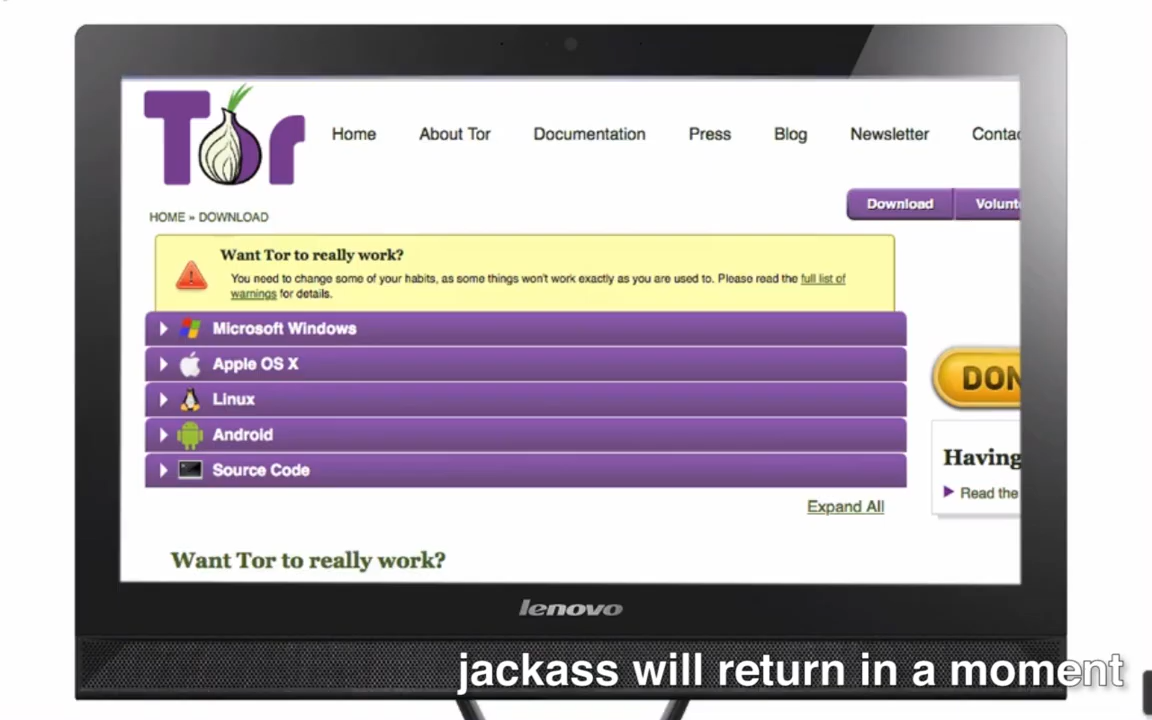 Tor
Home About Tor Documentation Press Blog Newsletter Contac
Download Volunt
HOME » DOWNLOAD
Want Tor to really work?
You need to change some of your habits, as some things won't work exactly as you are used to. Please read the full list of
warnings for details.
Microsoft Windows
Apple OS X
Linux
Android
Source Code
DON
Having
Read the
Expand All
Want Tor to really work?
lenovo
jackass will return in a moment